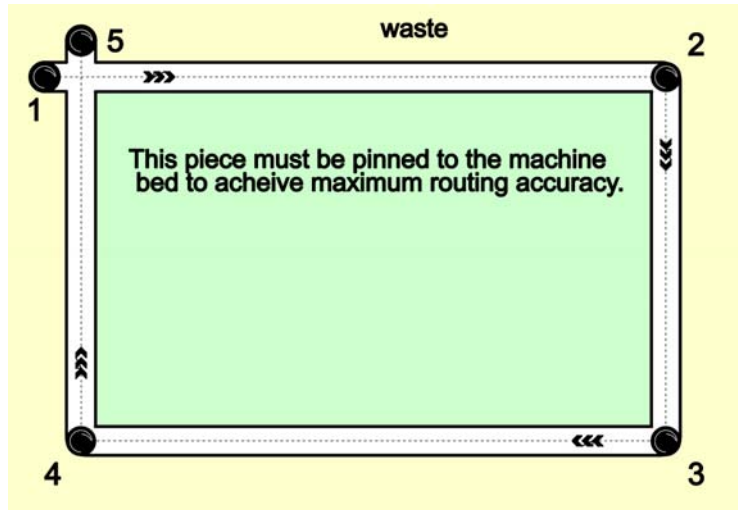 waste
5
2
1
This piece must be pinned to the machine
bed to acheive maximum routing accuracy.
4
3